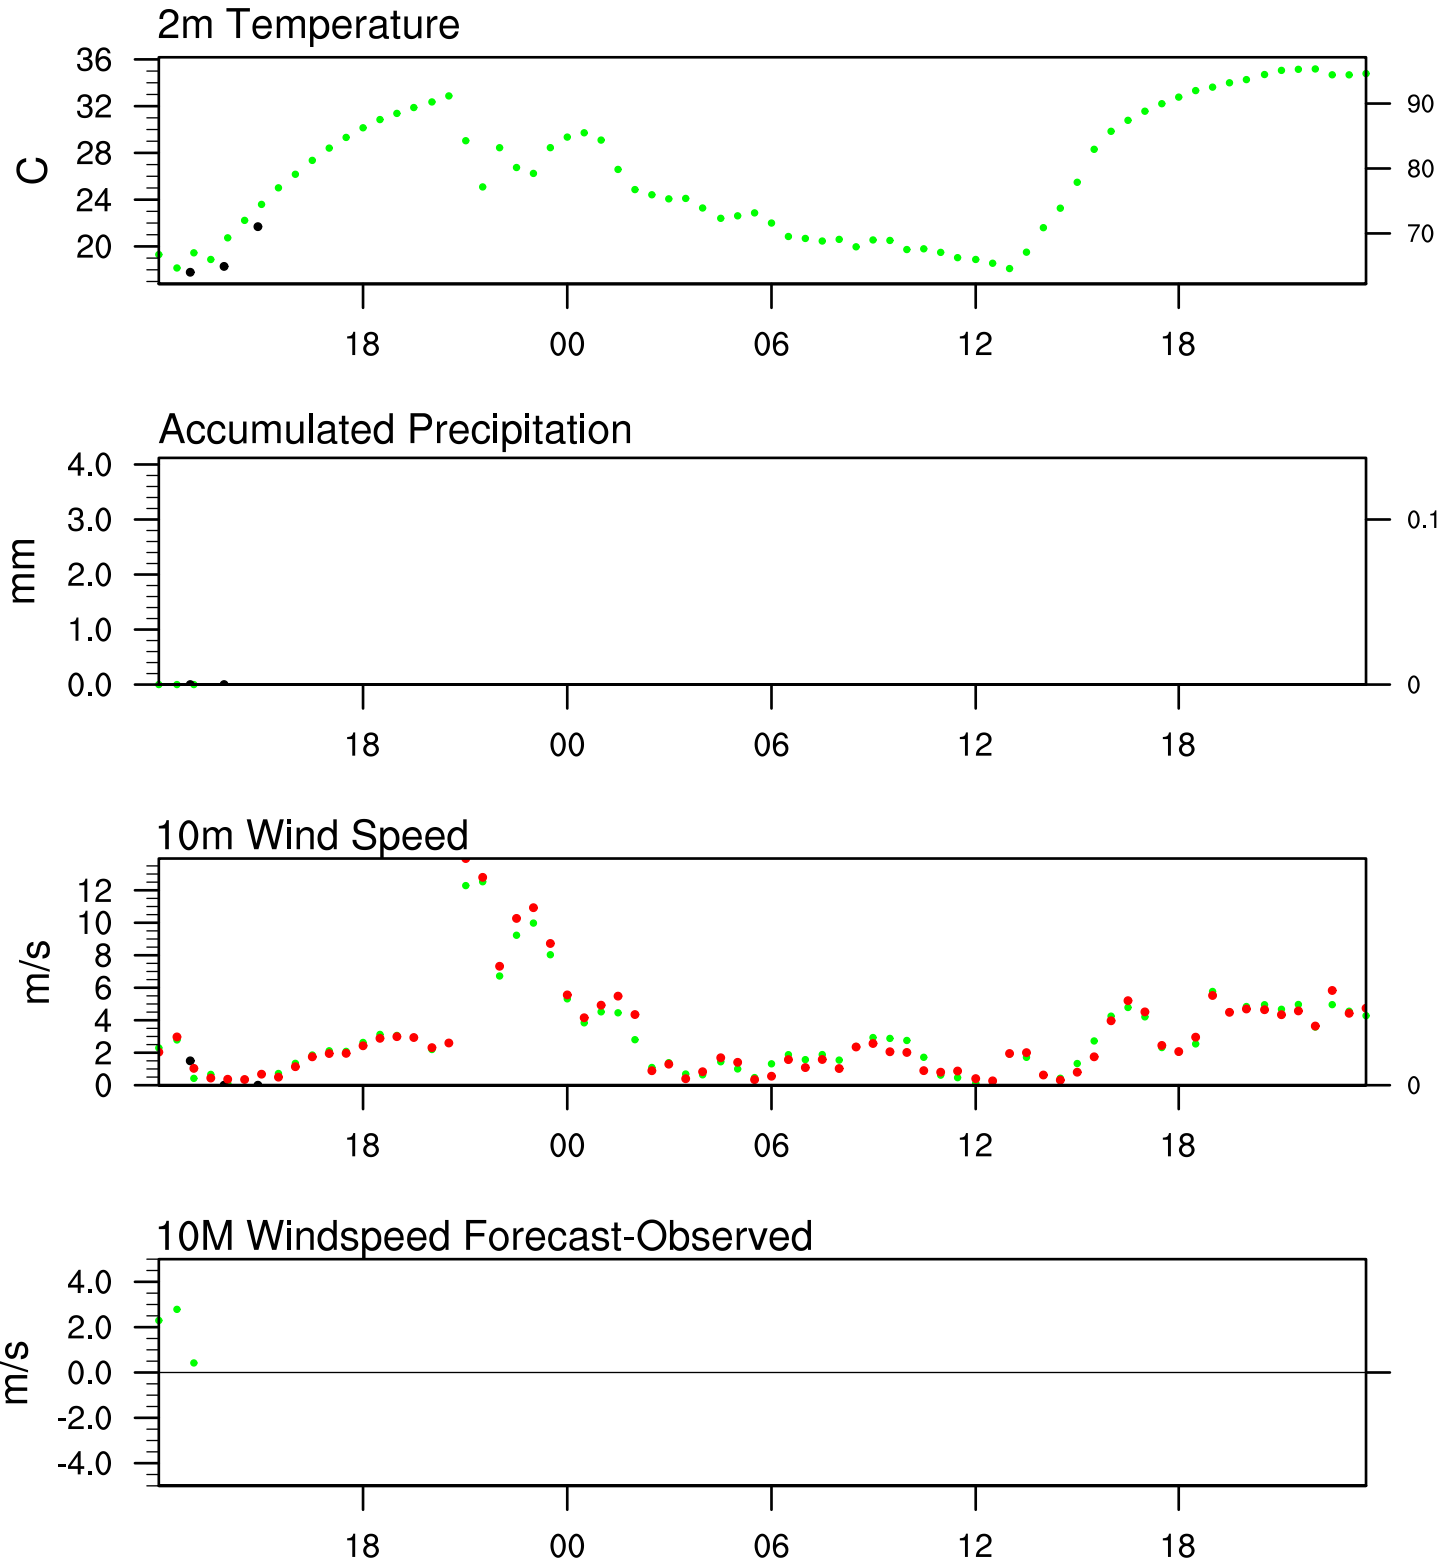 2m Temperature
36
32
28
24
20
C
90
80
70
18 00 06 12 18
Accumulated Precipitation
4.0
3.0
2.0
1.0
0.0
mm
0.1
0
18 00 06 12 18
10m Wind Speed
12
10
8
6
4
2
0
m/s
0
18 00 06 12 18
10M Windspeed Forecast-Observed
4.0
2.0
0.0
-2.0
-4.0
m/s
18 00 06 12 18